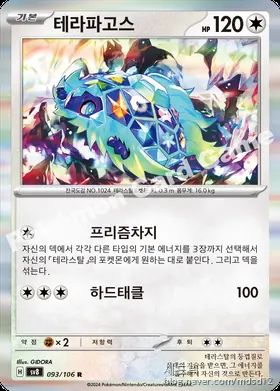 기본 테라파고스 HP 120
전국도감 NO.1024 테라스탈포켓몬 키 0.3m 몸무게 16.0kg
프리즘차지
자신의 덱에서 각각 다른 타입의 기본 에너지를 3장까지 선택해서
자신의 「테라스탈」의 포켓몬에게 원하는 대로 붙인다. 그리고 덱을
섞는다.
하드태클 100
약점 ×2 저항력 후퇴
Illus. GIDORA
H sv8 093/106 R
테라스탈의 결정체를
©2024 Pokémon/Nintendo/Creatures/GAME FREAK